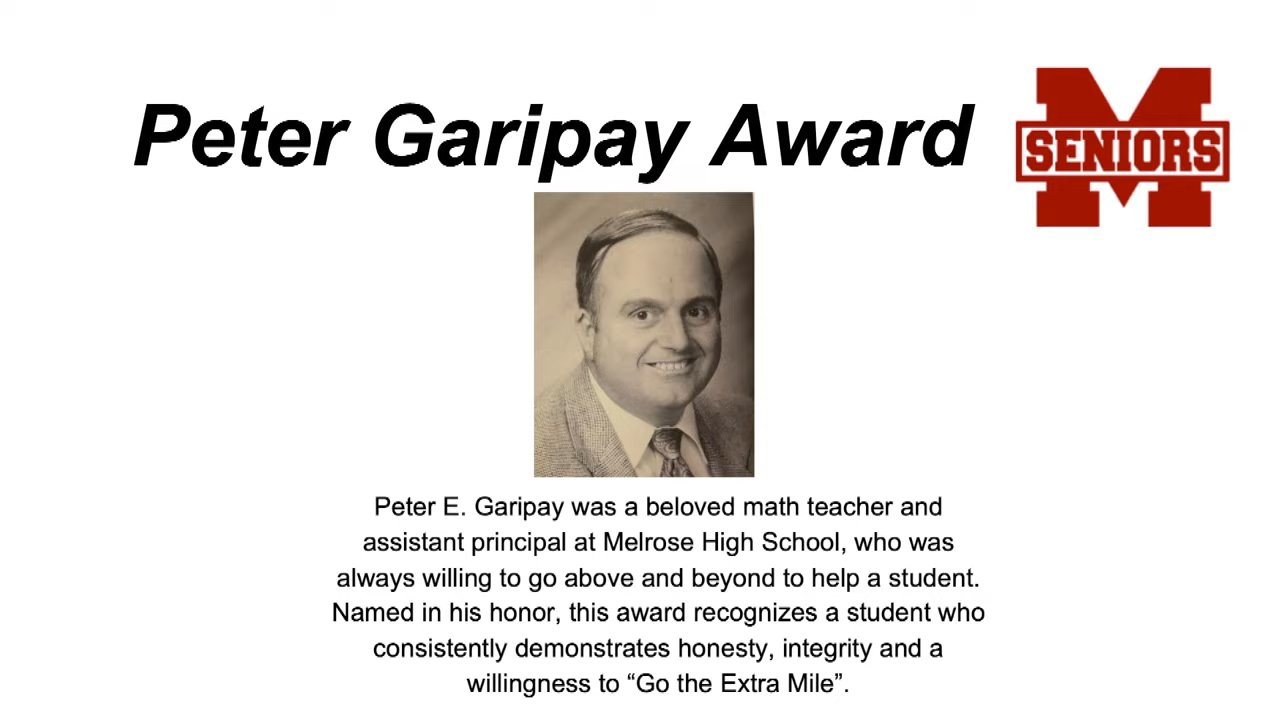 Peter Garipay Award
M
SENIORS
Peter E. Garipay was a beloved math teacher and
assistant principal at Melrose High School, who was
always willing to go above and beyond to help a student.
Named in his honor, this award recognizes a student who
consistently demonstrates honesty, integrity and a
willingness to “Go the Extra Mile”.